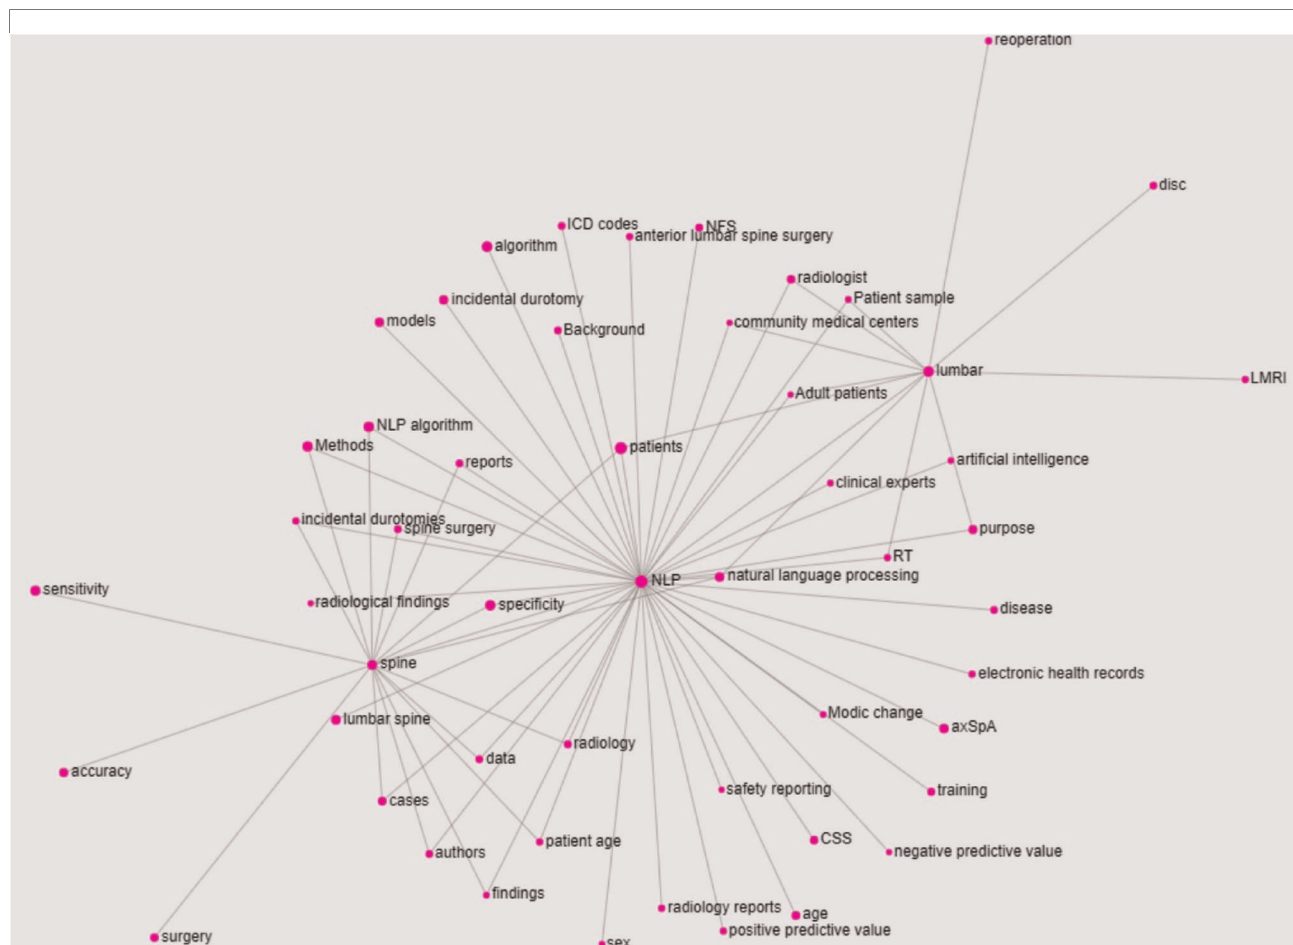 reoperation
disc
ICD codes
NFS
anterior lumbar spine surgery
algorithm
radiologist
incidental durotomy
Patient sample
models
Background
community medical centers
lumbar
LMRI
Adult patients
NLP algorithm
Methods
patients
reports
artificial intelligence
clinical experts
incidental durotomies
spine surgery
purpose
RT
NLP
natural language processing
sensitivity
radiological findings
specificity
disease
spine
electronic health records
lumbar spine
Modic change
axSpA
radiology
data
accuracy
safety reporting
training
cases
patient age
CSS
authors
negative predictive value
findings
radiology reports
age
positive predictive value
surgery
sex